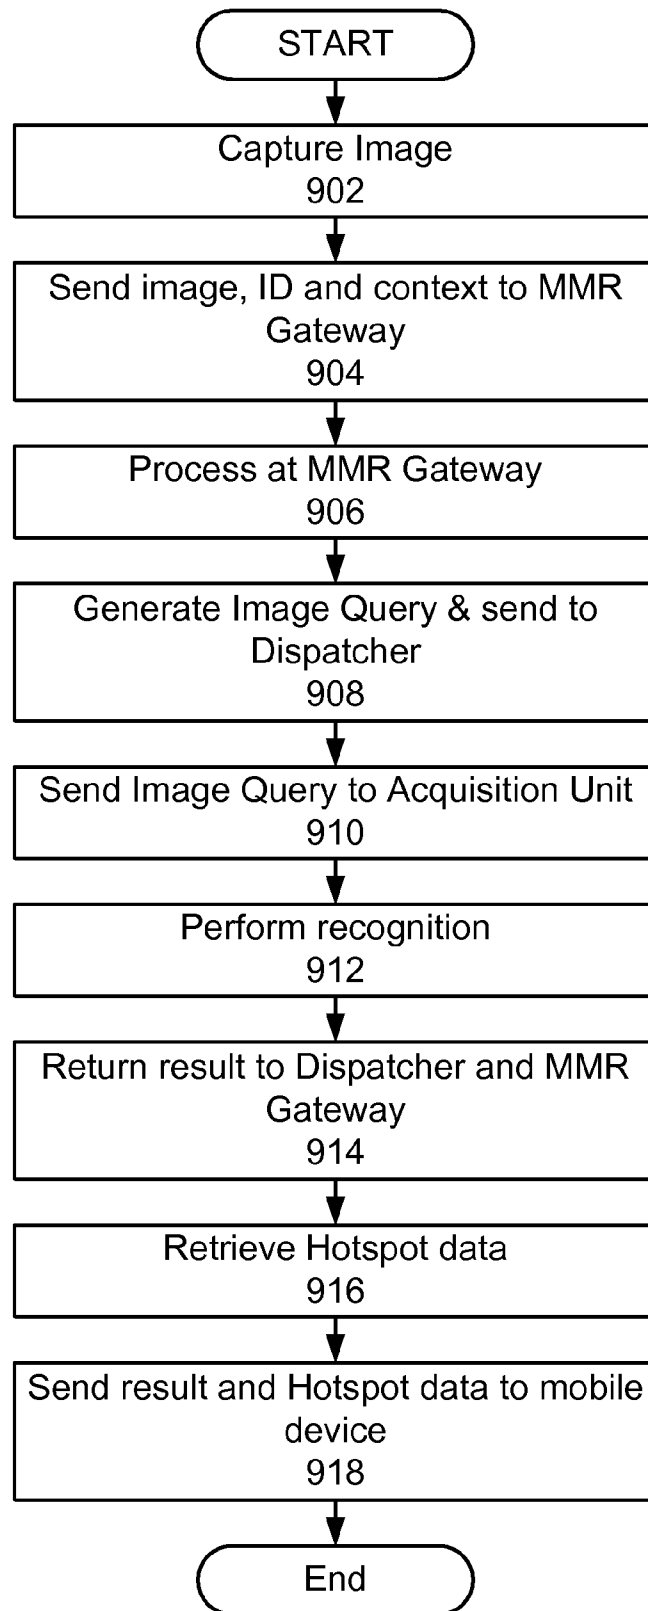 START
Capture Image
902
Send image, ID and context to MMR
Gateway
904
Process at MMR Gateway
906
Generate Image Query & send to
Dispatcher
908
Send Image Query to Acquisition Unit
910
Perform recognition
912
Return result to Dispatcher and MMR
Gateway
914
Retrieve Hotspot data
916
Send result and Hotspot data to mobile
device
918
End